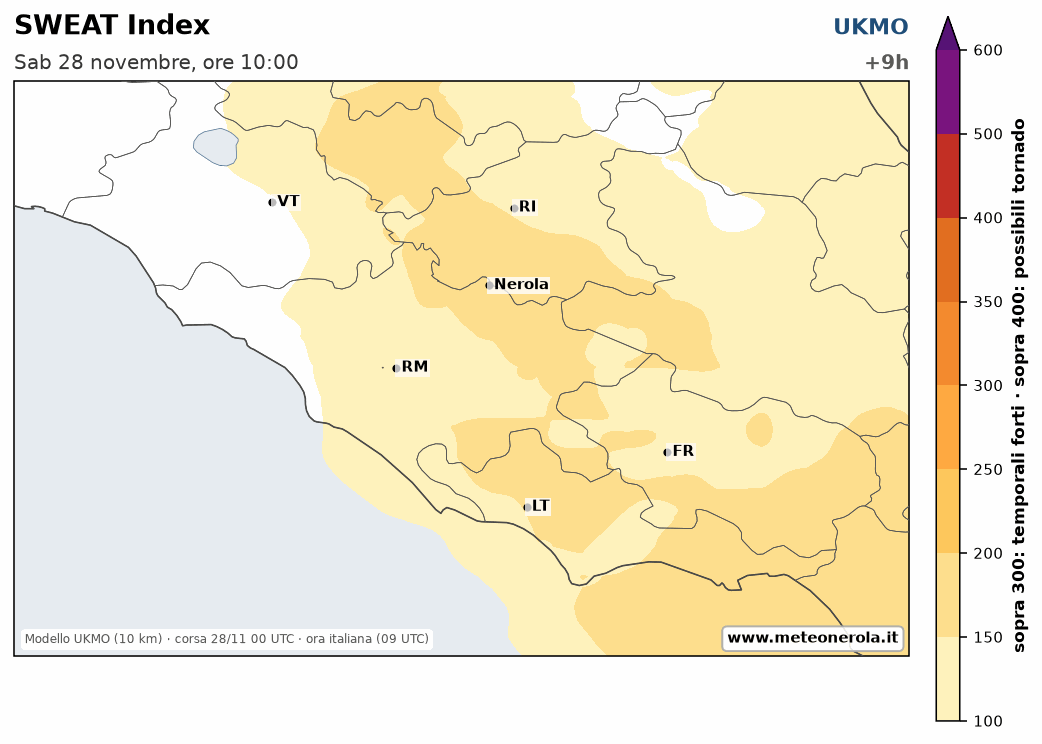 SWEAT Index
UKMO
Sab 28 novembre, ore 10:00
+9h
VT
RI
Nerola
RM
FR
LT
Modello UKMO (10 km) · corsa 28/11 00 UTC · ora italiana (09 UTC)
www.meteonerola.it
600
500
400
350
300
250
200
150
100
sopra 300: temporali forti · sopra 400: possibili tornado